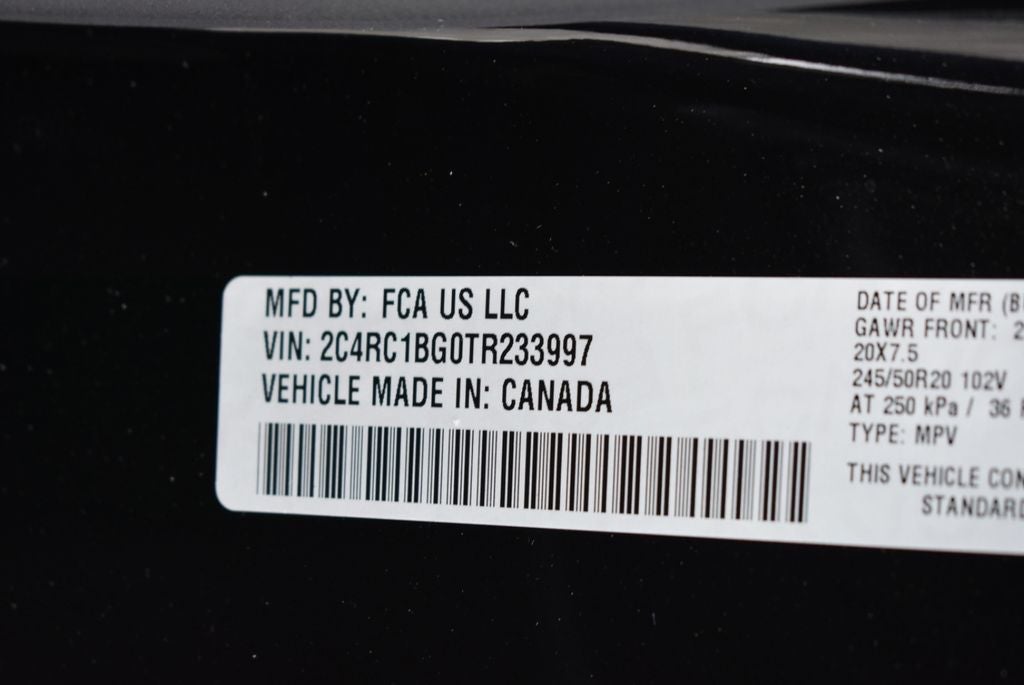 MFD BY: FCA US LLC
VIN: 2C4RC1BG0TR233997
VEHICLE MADE IN: CANADA
DATE OF MFR
GAWR FRONT:
20X7.5
245/50R20 102V
AT 250 kPa / 36
TYPE: MPV
THIS VEHICLE
STANDARD